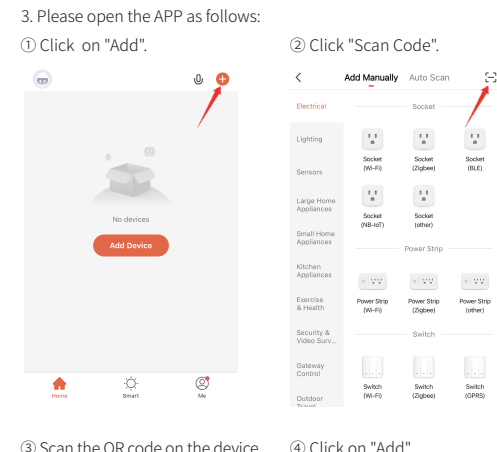 3. Please open the APP as follows:
① Click on "Add".
No devices
Add Device
Home
Smart
Me
② Click "Scan Code".
Add Manually Auto Scan
Electrical
Lighting
Sensors
Large Home
Appliances
Small Home
Appliances
Kitchen
Appliances
Exercise
& Health
Security &
Video Surv...
Gateway
Control
Outdoor
Travel
Socket
Socket Socket Socket
(Wi-Fi) (Zigbee) (BLE)
Socket Socket
(NB-IoT) (other)
Power Strip
Power Strip Power Strip Power Strip
(Wi-Fi) (Zigbee) (other)
Switch
Switch Switch Switch
(Wi-Fi) (Zigbee) (GPRS)
③ Scan the QR code on the device
④ Click on "Add"